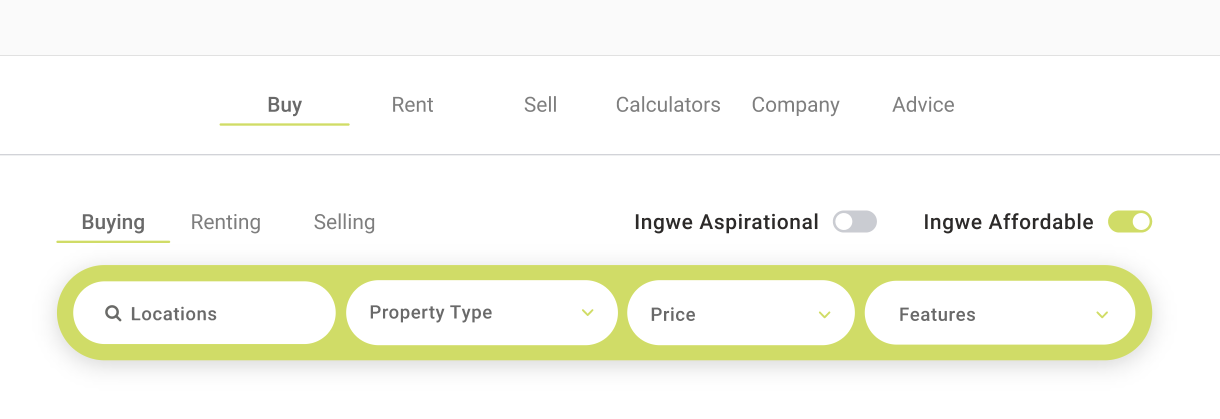 Buy Rent Sell Calculators Company Advice
Buying Renting Selling Ingwe Aspirational Ingwe Affordable
Locations Property Type Price Features